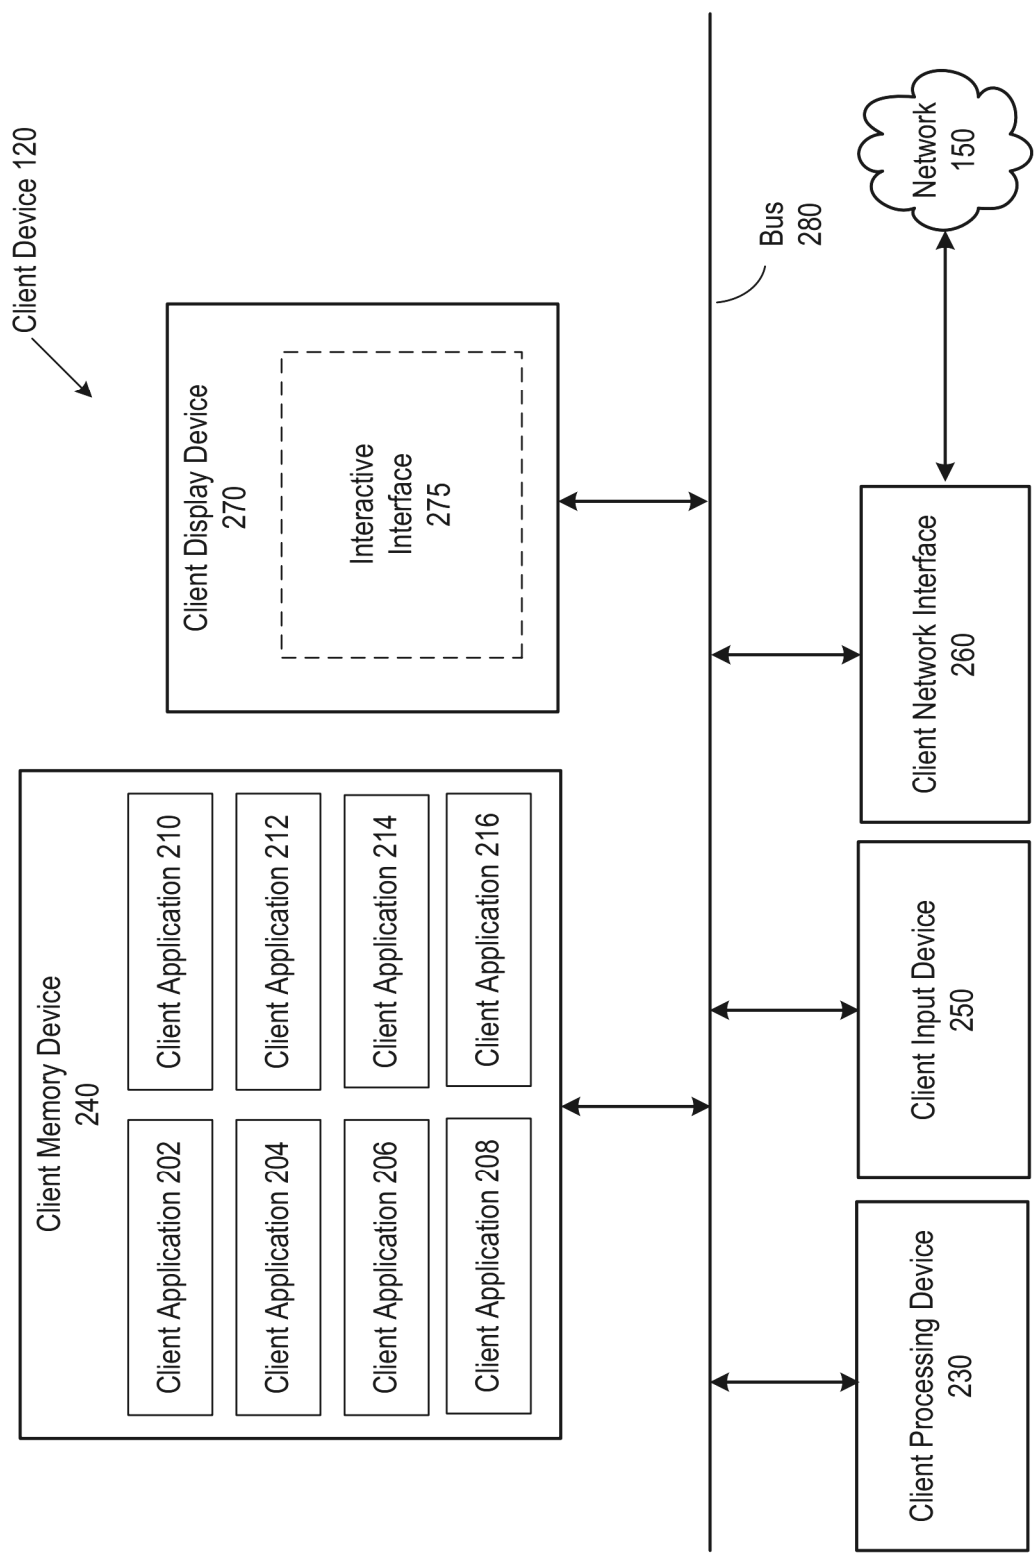 Client Device 120
Client Memory Device
240
Client Application 202
Client Application 210
Client Application 204
Client Application 212
Client Application 206
Client Application 214
Client Application 208
Client Application 216
Client Display Device
270
Interactive
Interface
275
Bus
280
Client Processing Device
230
Client Input Device
250
Client Network Interface
260
Network
150